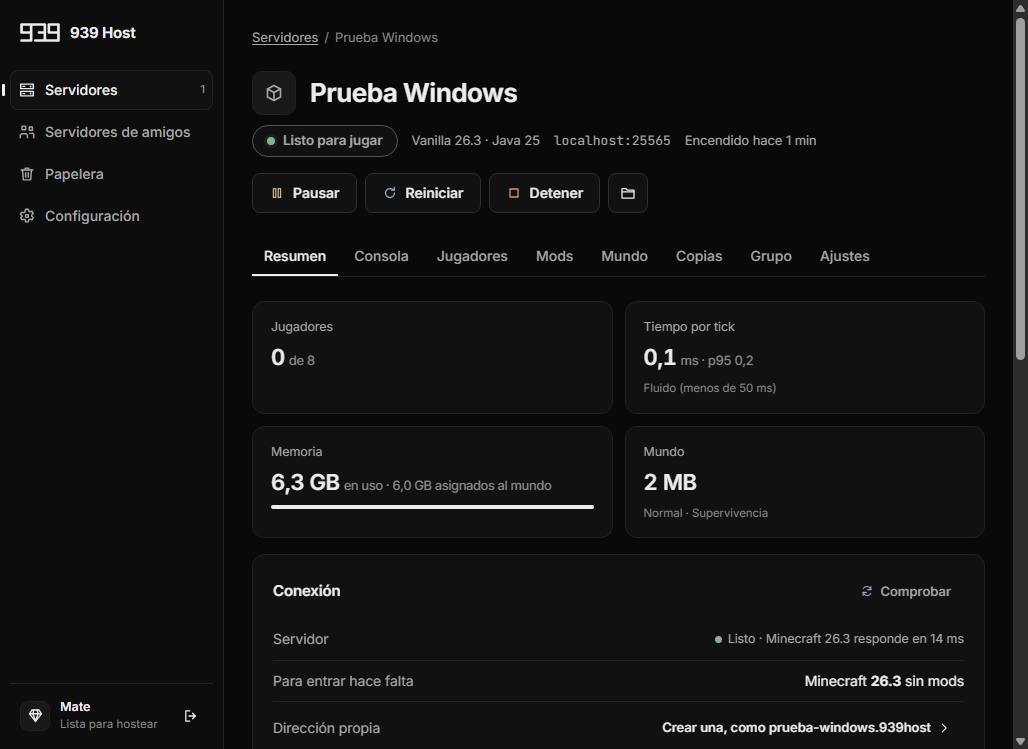 939 939 Host
Servidores 1
Servidores de amigos
Papelera
Configuración
Mate
Lista para hostear
Servidores / Prueba Windows
Prueba Windows
Listo para jugar Vanilla 26.3 · Java 25 localhost:25565 Encendido hace 1 min
Pausar Reiniciar Detener
Resumen Consola Jugadores Mods Mundo Copias Grupo Ajustes
Jugadores
0 de 8
Tiempo por tick
0,1 ms · p95 0,2
Fluido (menos de 50 ms)
Memoria
6,3 GB en uso · 6,0 GB asignados al mundo
Mundo
2 MB
Normal · Supervivencia
Conexión Comprobar
Servidor Listo · Minecraft 26.3 responde en 14 ms
Para entrar hace falta Minecraft 26.3 sin mods
Dirección propia Crear una, como prueba-windows.939host